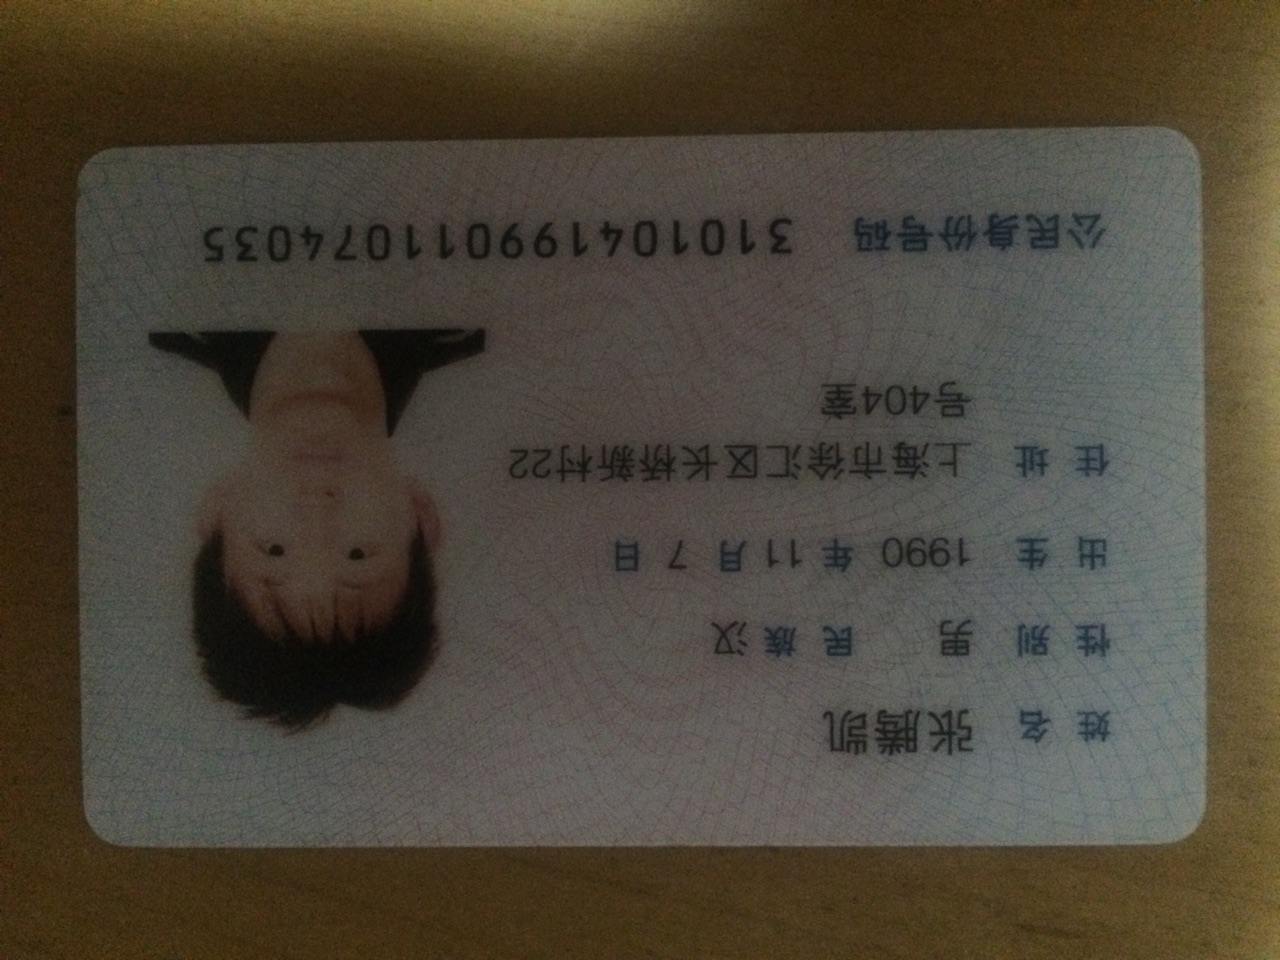 姓名 张腾凯
性别 男 民族 汉
出生 1990 年 11 月 7 日
住址 上海市徐汇区长桥新村22
号404室
公民身份号码 310104199011074035